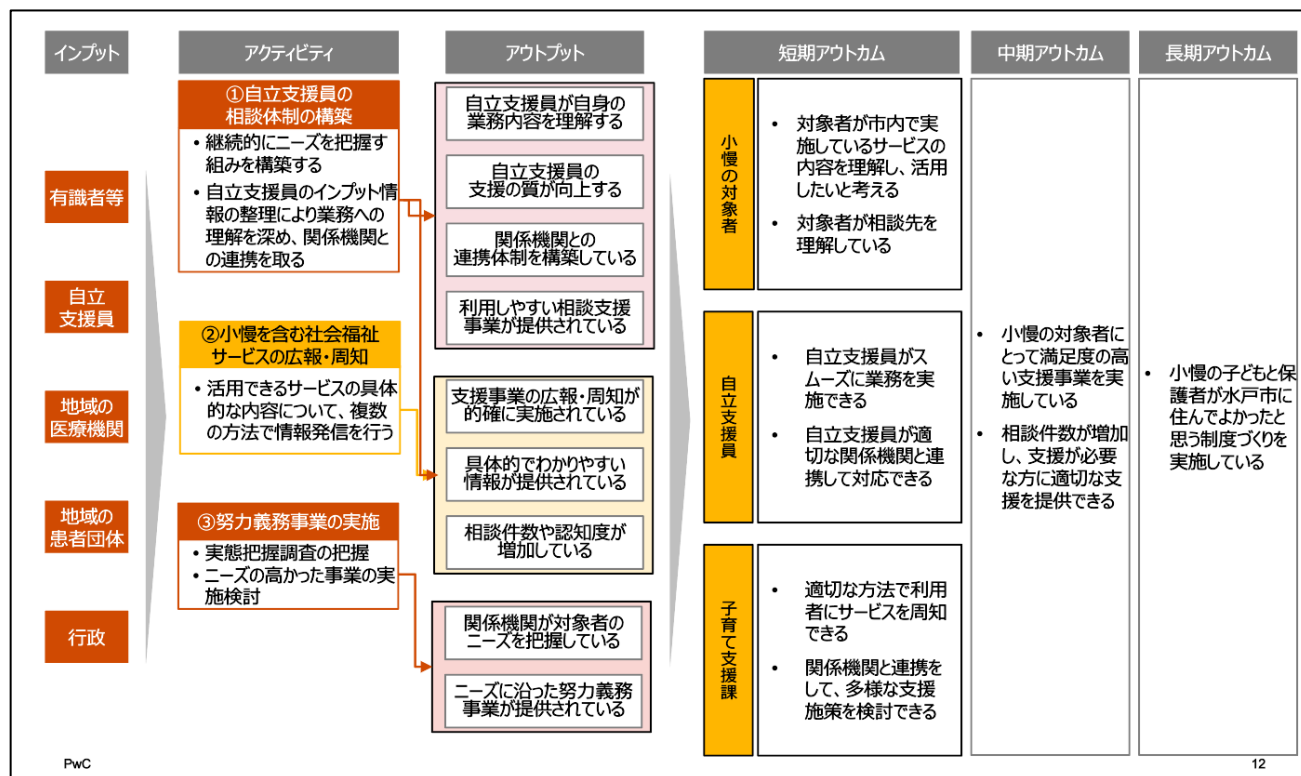 インプット
アクティビティ
アウトプット
短期アウトカム
中期アウトカム
長期アウトカム
有識者等
自立
支援員
地域の
医療機関
地域の
患者団体
行政
①自立支援員の
相談体制の構築
• 継続的にニーズを把握す
組みを構築する
• 自立支援員のインプット情
報の整理により業務への
理解を深め、関係機関と
の連携を取る
②小慢を含む社会福祉
サービスの広報・周知
• 活用できるサービスの具体
的な内容について、複数
の方法で情報発信を行う
③努力義務事業の実施
• 実態把握調査の把握
• ニーズの高かった事業の実
施検討
自立支援員が自身の
業務内容を理解する
自立支援員の
支援の質が向上する
関係機関との
連携体制を構築している
利用しやすい相談支援
事業が提供されている
支援事業の広報・周知が
的確に実施されている
具体的でわかりやすい
情報が提供されている
相談件数や認知度が
増加している
関係機関が対象者の
ニーズを把握している
ニーズに沿った努力義務
事業が提供されている
小慢の対象者
• 対象者が市内で実
施しているサービスの
内容を理解し、活用
したいと考える
• 対象者が相談先を
理解している
自立支援員
• 自立支援員がス
ムーズに業務を実
施できる
• 自立支援員が適
切な関係機関と連
携して対応できる
子育て支援課
• 適切な方法で利用
者にサービスを周知
できる
• 関係機関と連携を
して、多様な支援
施策を検討できる
• 小慢の対象者に
とって満足度の高
い支援事業を実
施している
• 相談件数が増加
し、支援が必要
な方に適切な支
援を提供できる
• 小慢の子どもと保
護者が水戸市に
住んでよかったと
思う制度づくりを
実施している
PwC
12